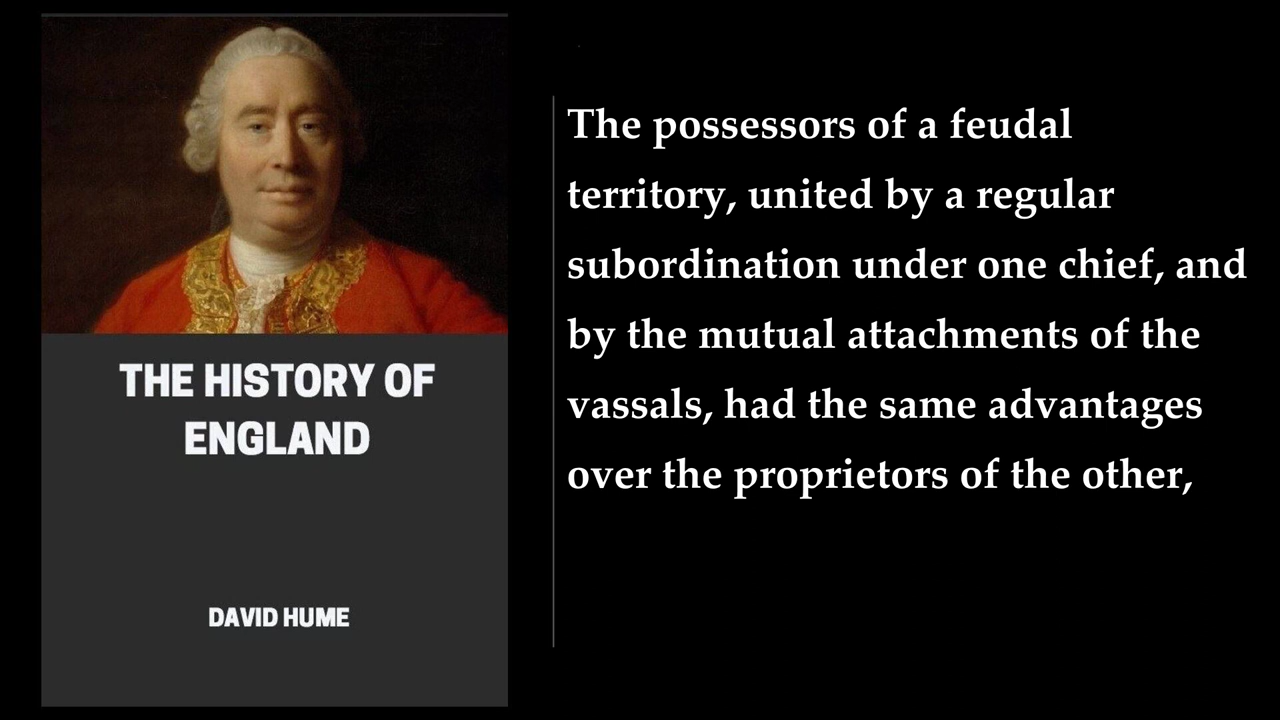 THE HISTORY OF
ENGLAND
DAVID HUME
The possessors of a feudal
territory, united by a regular
subordination under one chief, and
by the mutual attachments of the
vassals, had the same advantages
over the proprietors of the other,